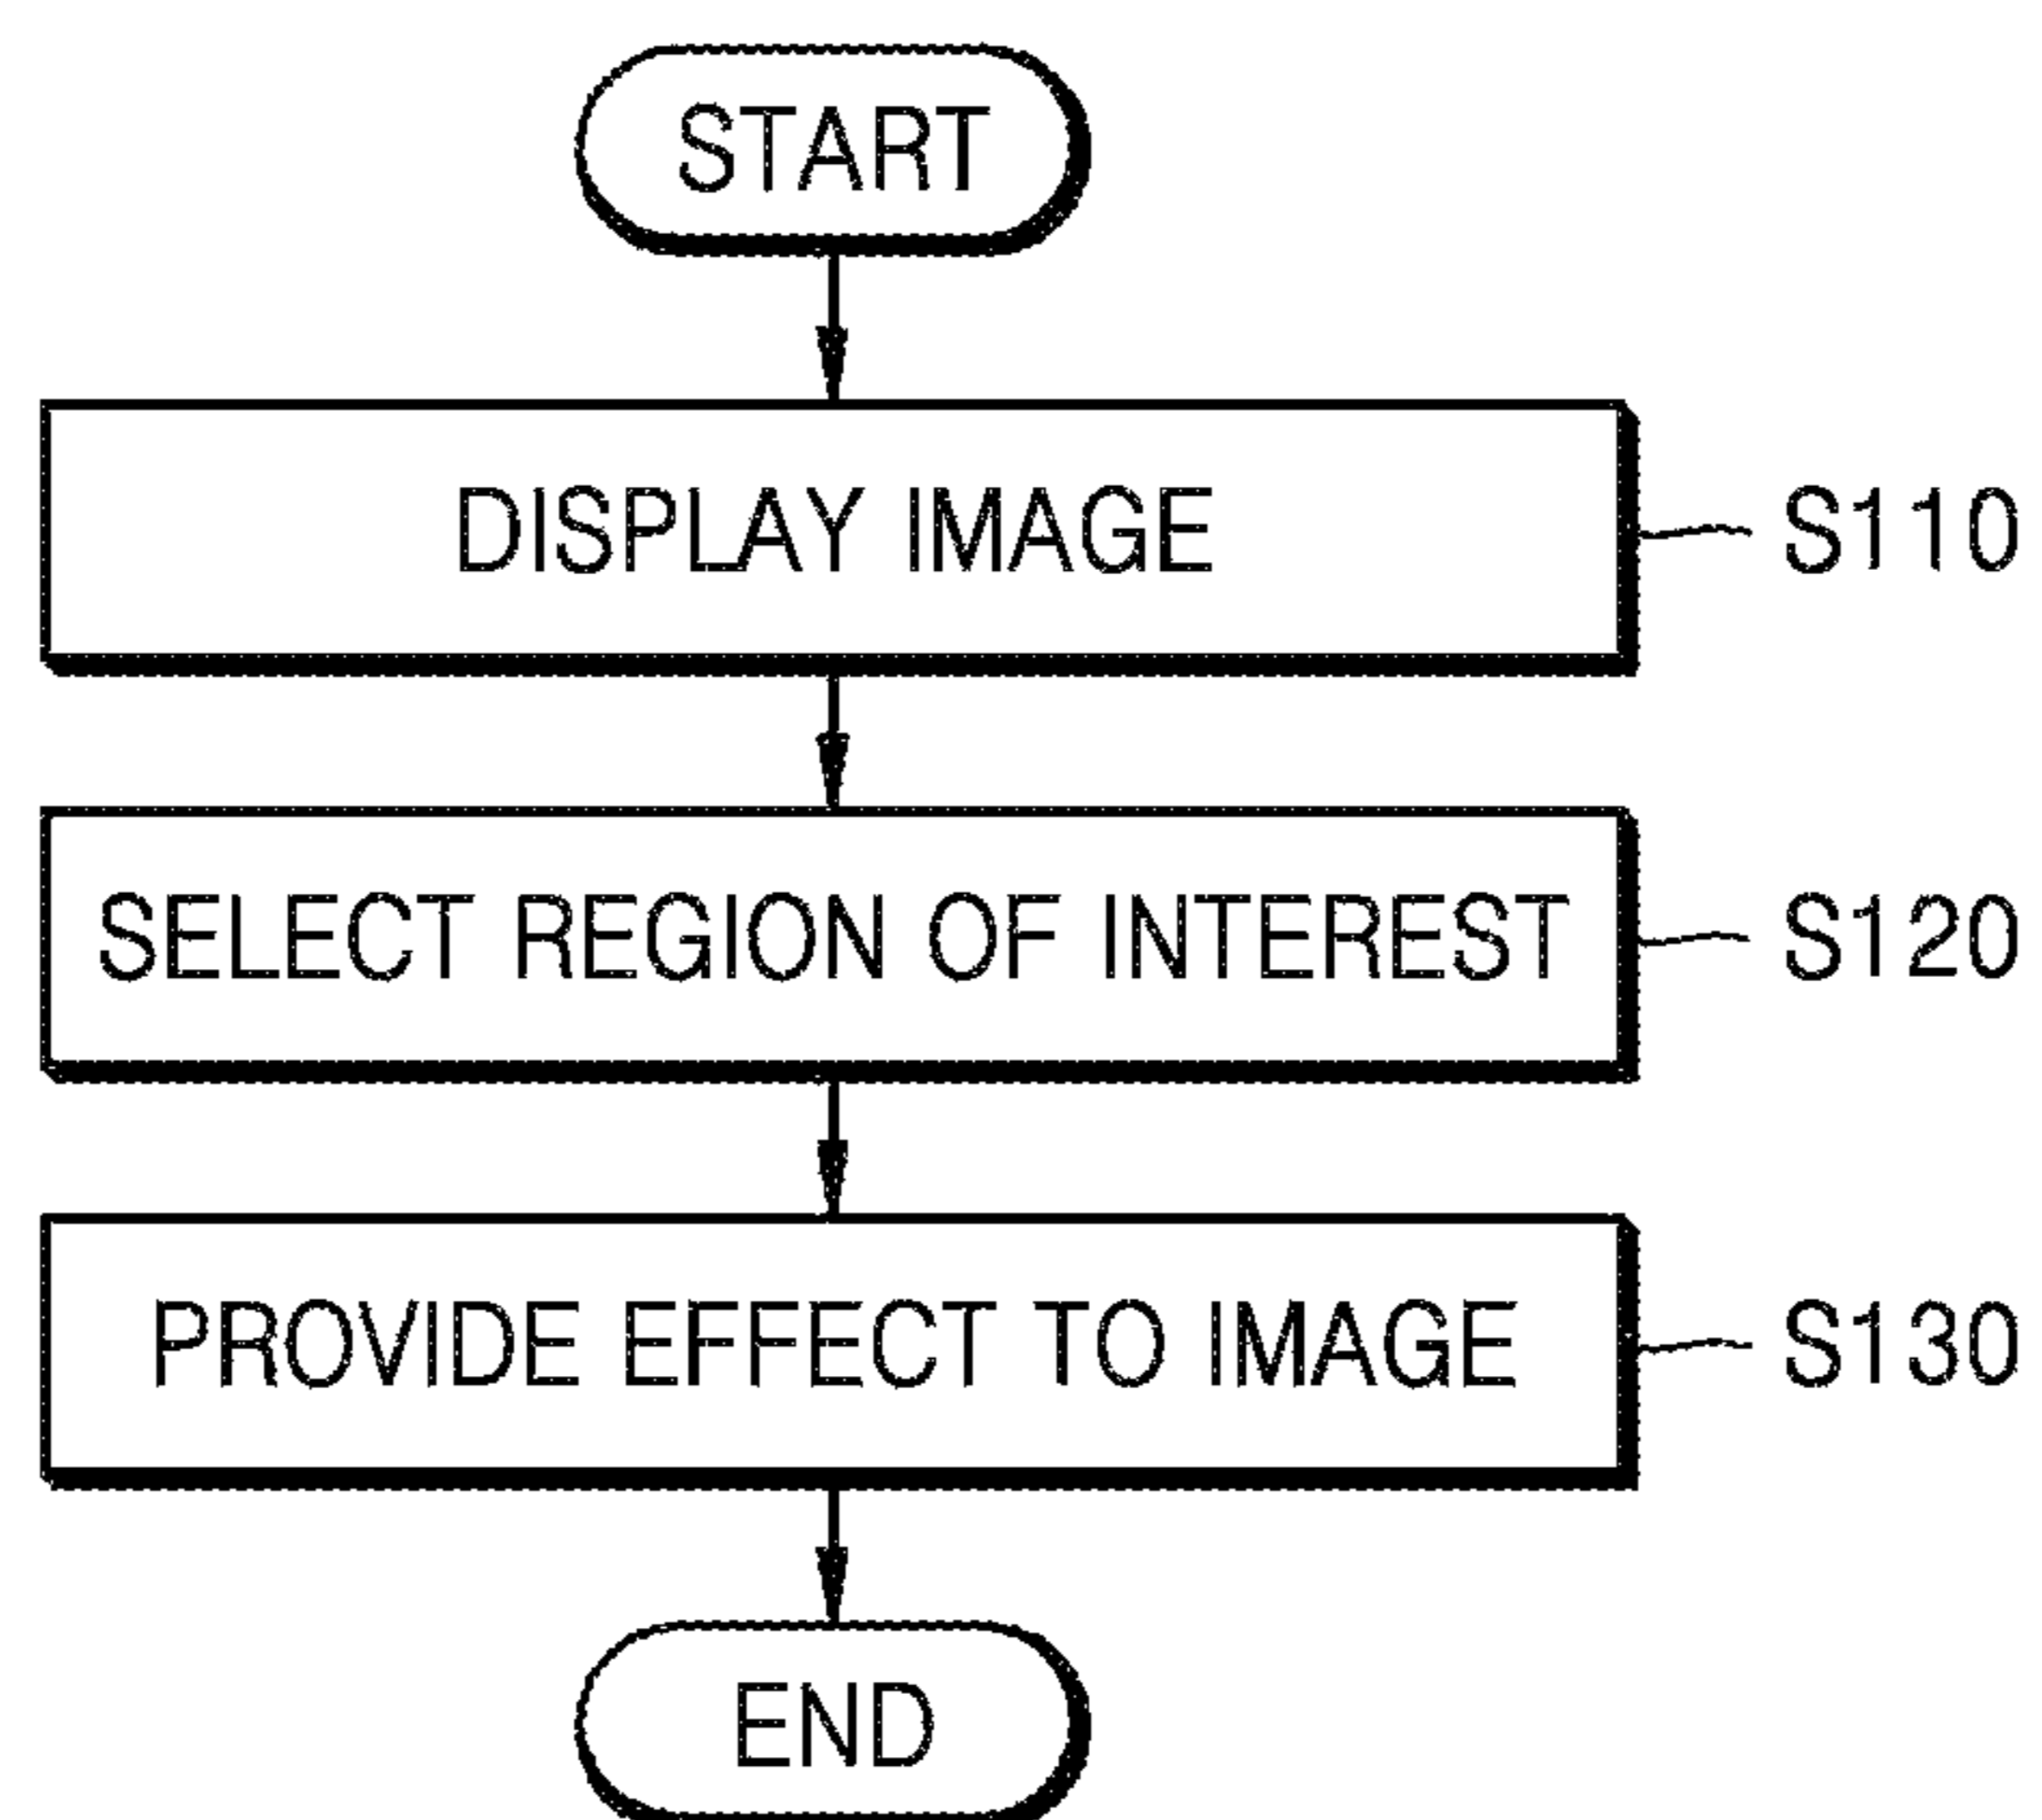 START
DISPLAY IMAGE
S110
SELECT REGION OF INTEREST
S120
PROVIDE EFFECT TO IMAGE
S130
END